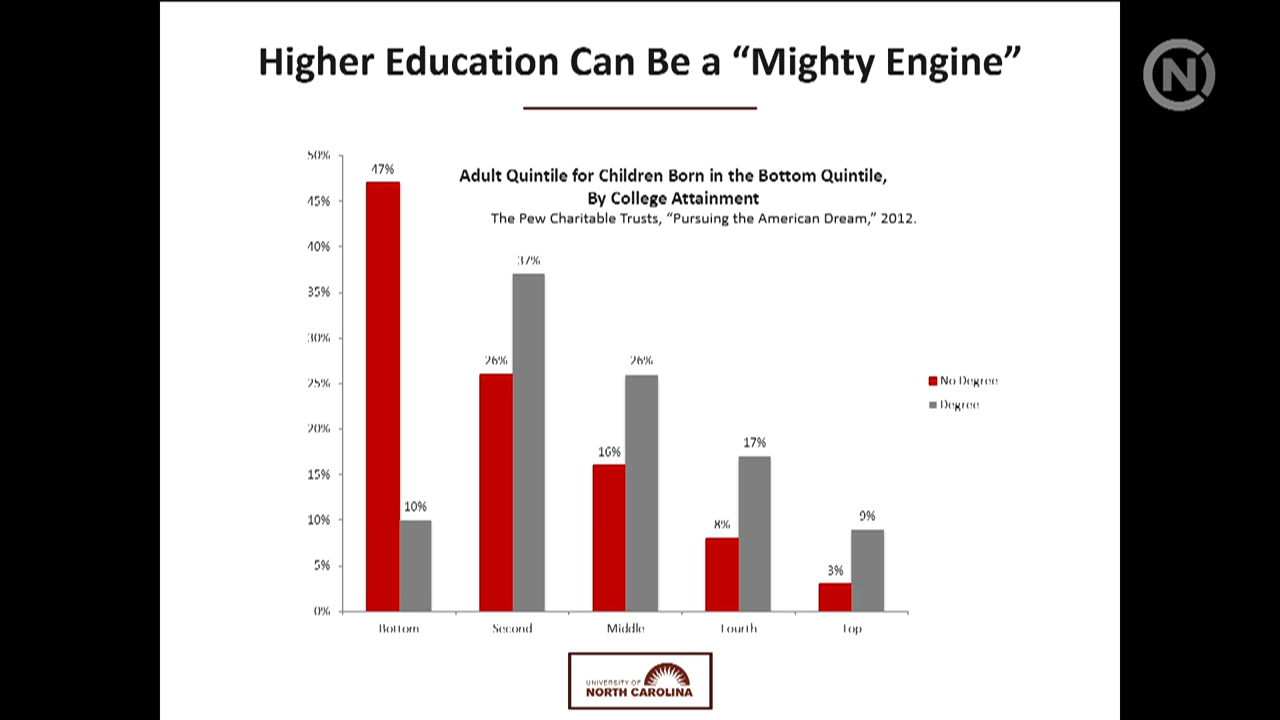 Higher Education Can Be a “Mighty Engine”
N
Adult Quintile for Children Born in the Bottom Quintile,
By College Attainment
The Pew Charitable Trusts, “Pursuing the American Dream,” 2012.
50%
45%
40%
35%
30%
25%
20%
15%
10%
5%
0%
47%
10%
26%
37%
16%
26%
8%
17%
3%
9%
Bottom
Second
Middle
Fourth
Top
No Degree
Degree
UNIVERSITY OF
NORTH CAROLINA